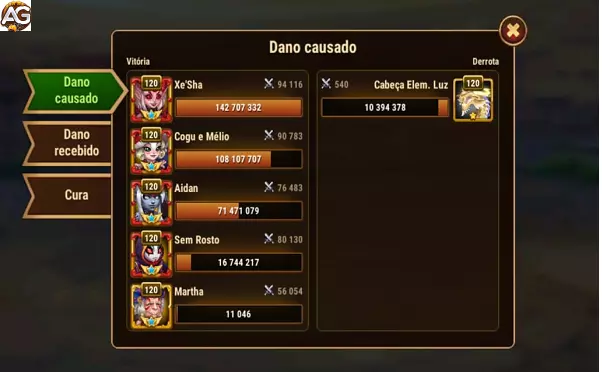 AG
Dano causado
Vitória
Derrota
Dano
causado
Dano
recebido
Cura
120
Xe'Sha
94 116
142 707 332
120
Cogu e Mélio
90 783
108 107 707
120
Aidan
76 483
71 471 079
120
Sem Rosto
80 130
16 744 217
120
Martha
56 054
11 046
540
Cabeça Elem. Luz
120
10 394 378